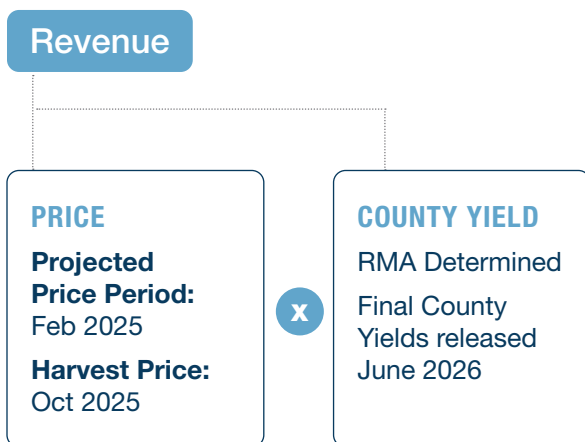 Revenue
PRICE
Projected
Price Period:
Feb 2025
Harvest Price:
Oct 2025
x
COUNTY YIELD
RMA Determined
Final County
Yields released
June 2026